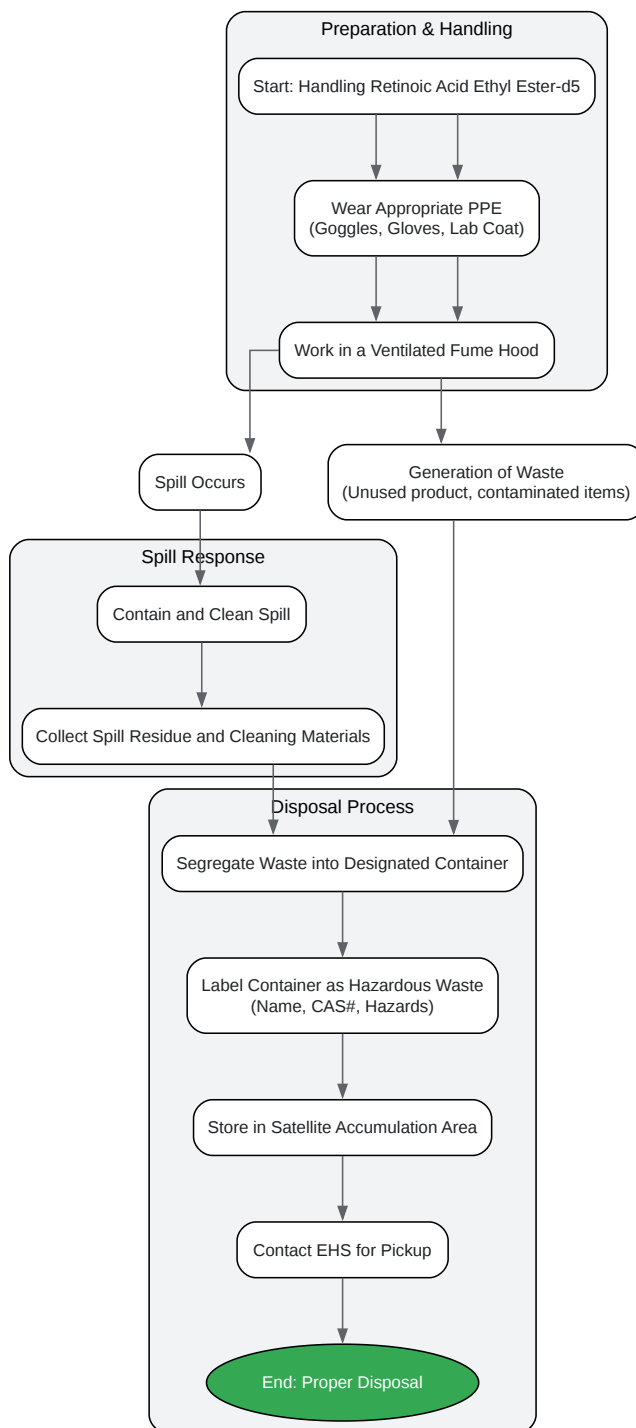 Preparation & Handling
Start: Handling Retinoic Acid Ethyl Ester-d5
Wear Appropriate PPE
(Goggles, Gloves, Lab Coat)
Work in a Ventilated Fume Hood
Spill Occurs
Generation of Waste
(Unused product, contaminated items)
Spill Response
Contain and Clean Spill
Collect Spill Residue and Cleaning Materials
Disposal Process
Segregate Waste into Designated Container
Label Container as Hazardous Waste
(Name, CAS#, Hazards)
Store in Satellite Accumulation Area
Contact EHS for Pickup
End: Proper Disposal